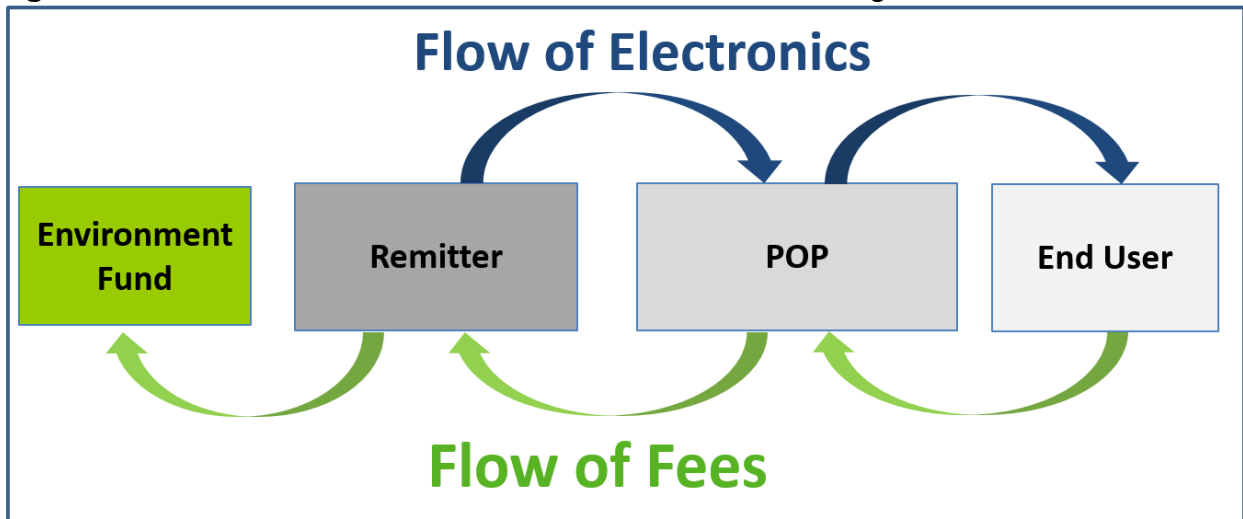 Flow of Electronics
Environment
Fund
Remitter
POP
End User
Flow of Fees